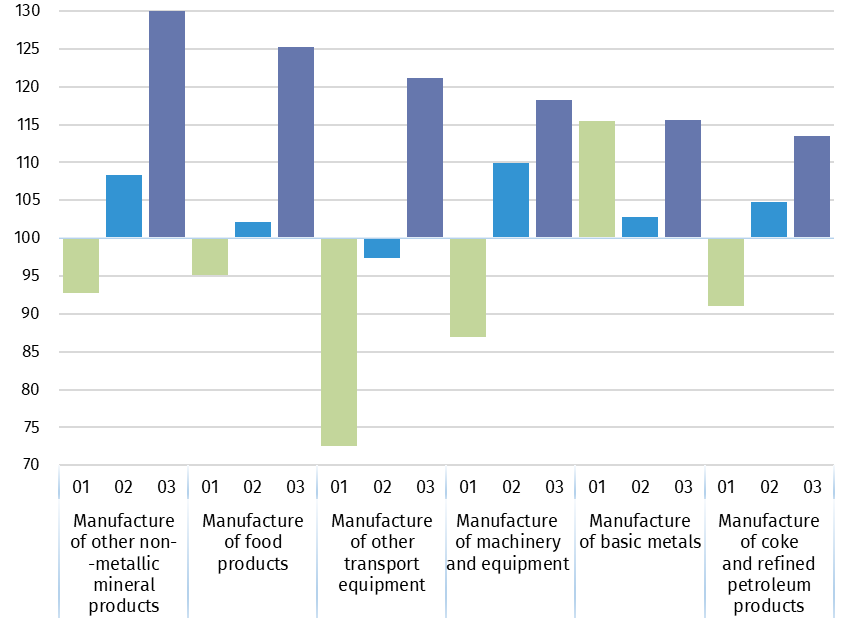 130
125
120
115
110
105
100
95
90
85
80
75
70
01 02 03 01 02 03 01 02 03 01 02 03 01 02 03 01 02 03
Manufacture
of other non-
-metallic
mineral
products
Manufacture
of food
products
Manufacture
of other
transport
equipment
Manufacture
of machinery
and equipment
Manufacture
of basic metals
Manufacture
of coke
and refined
petroleum
products